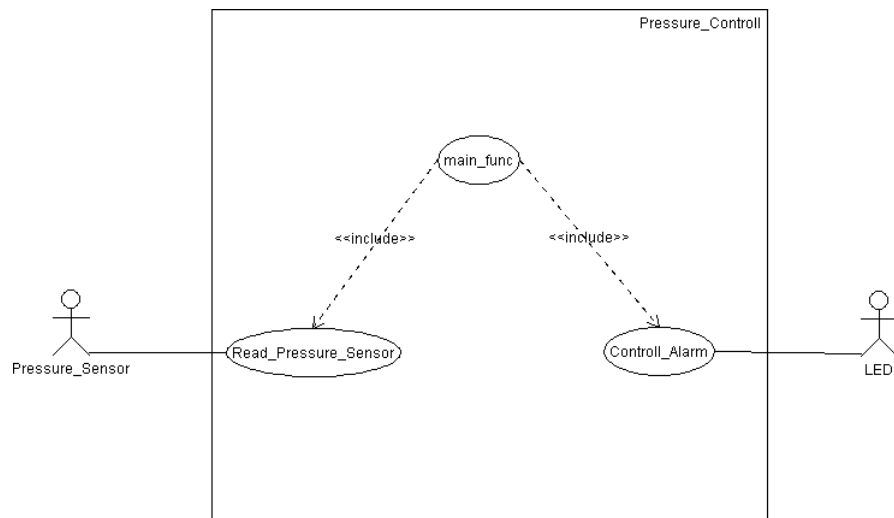 Pressure_Controll
main_func
<<include>>
<<include>>
Read_Pressure_Sensor
Controll_Alarm
Pressure_Sensor
LED